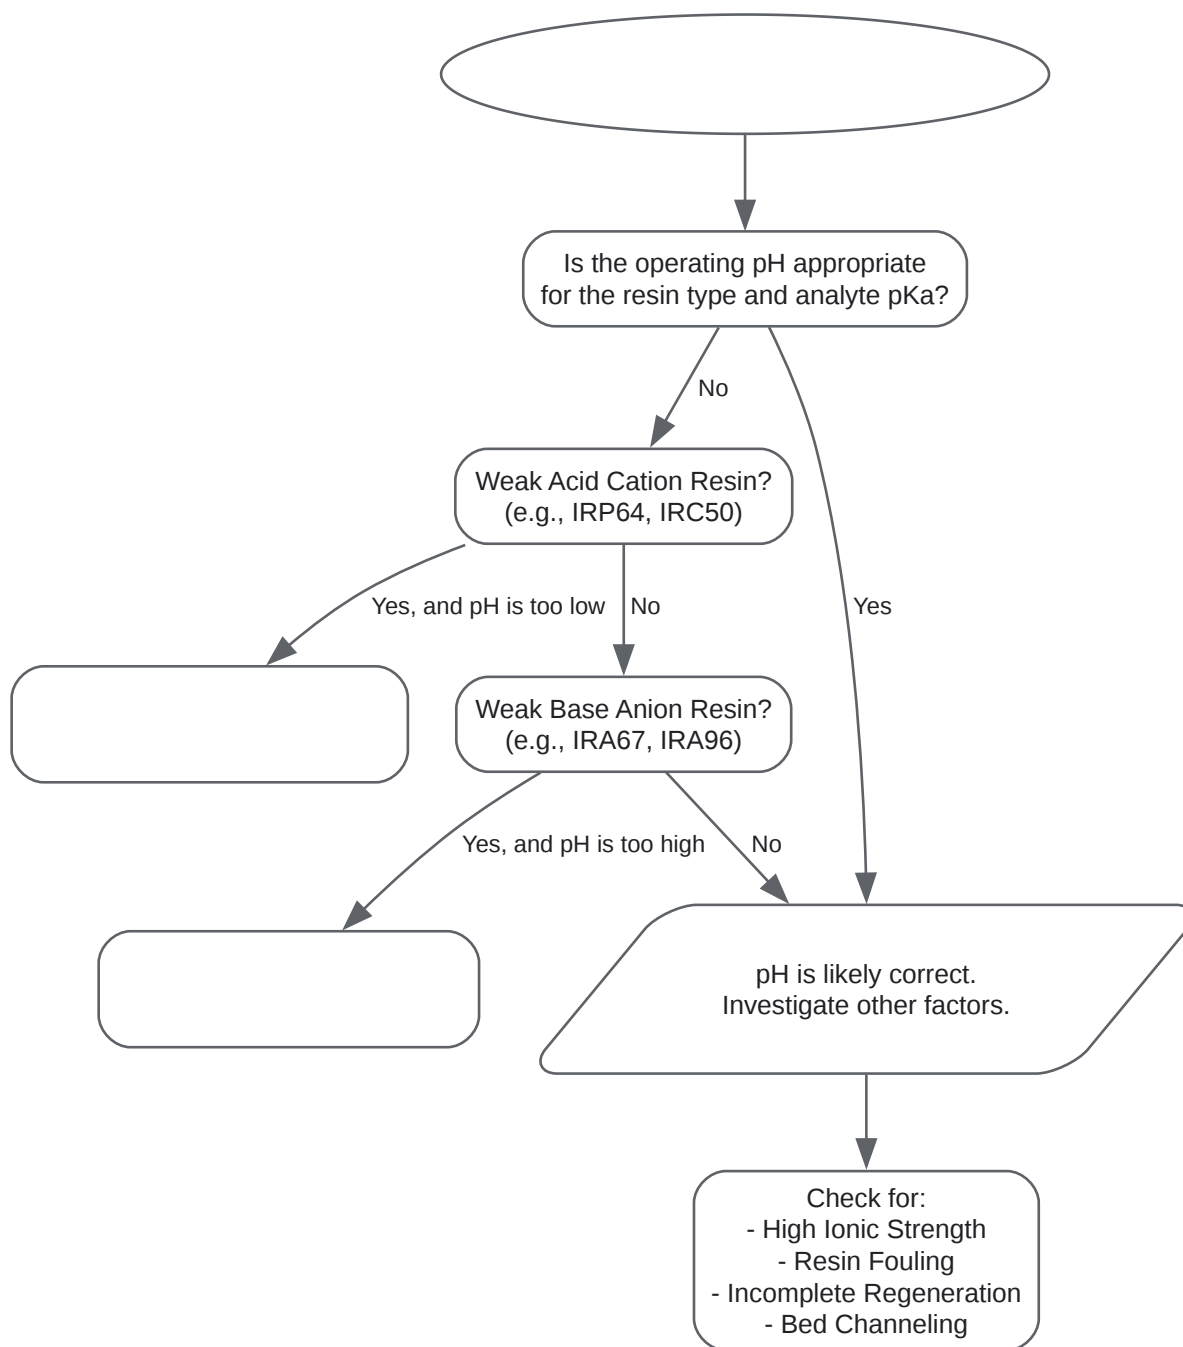 Is the operating pH appropriate
for the resin type and analyte pKa?
No
Weak Acid Cation Resin?
(e.g., IRP64, IRC50)
Yes, and pH is too low
No
Yes
Weak Base Anion Resin?
(e.g., IRA67, IRA96)
Yes, and pH is too high
No
pH is likely correct.
Investigate other factors.
Check for:
- High Ionic Strength
- Resin Fouling
- Incomplete Regeneration
- Bed Channeling